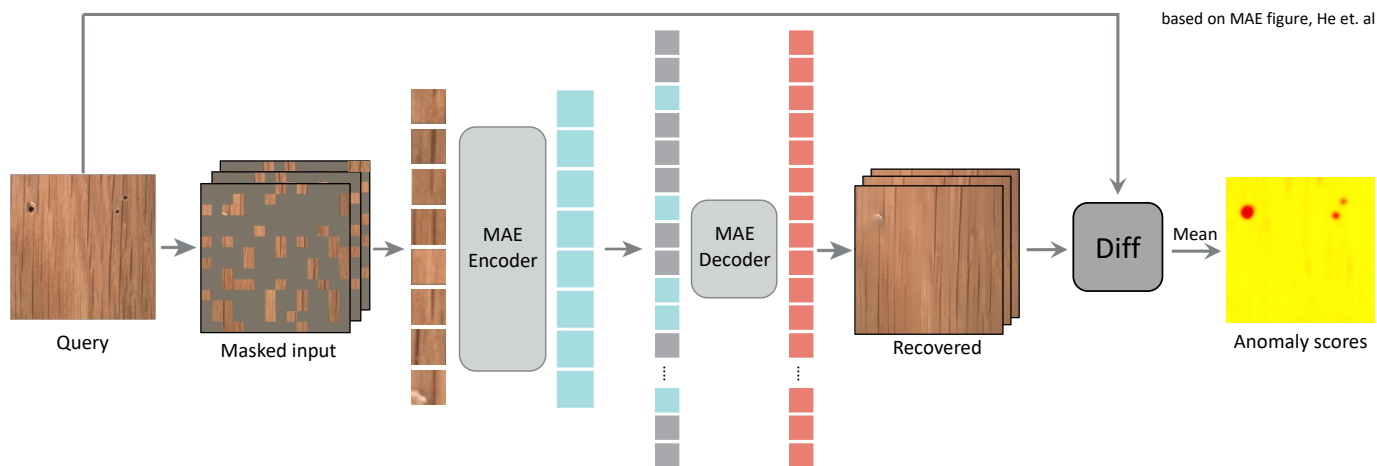 based on MAE figure, He et. al
MAE
Encoder
MAE
Decoder
Diff
Mean
Query
Masked input
Recovered
Anomaly scores